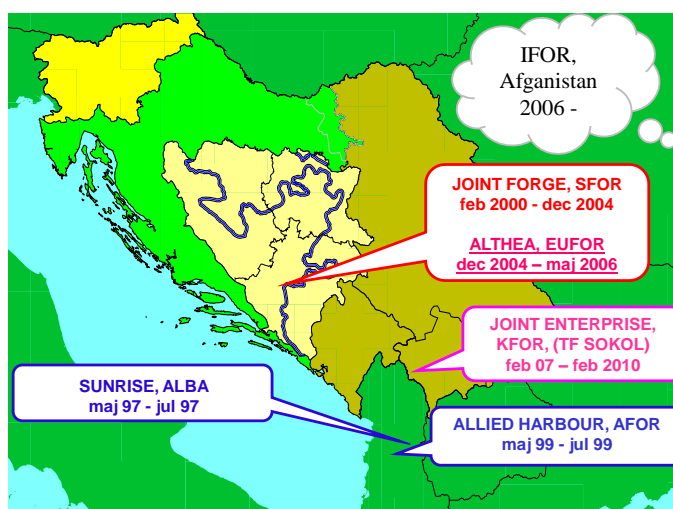 IFOR,
Afganistan
2006 -
JOINT FORGE, SFOR
feb 2000 - dec 2004
ALTHEA, EUFOR
dec 2004 – maj 2006
JOINT ENTERPRISE,
KFOR, (TF SOKOL)
feb 07 – feb 2010
SUNRISE, ALBA
maj 97 - jul 97
ALLIED HARBOUR, AFOR
maj 99 - jul 99